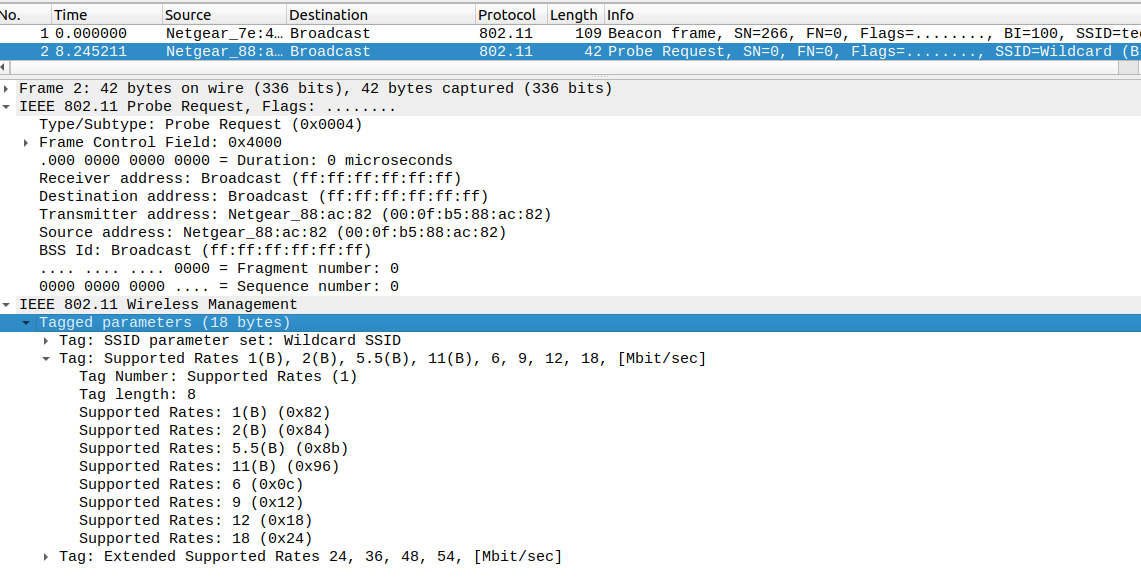 No. Time Source Destination Protocol Length Info
1 0.000000 Netgear_7e:4… Broadcast 802.11 109 Beacon frame, SN=266, FN=0, Flags=........, BI=100, SSID=te
2 8.245211 Netgear_88:a… Broadcast 802.11 42 Probe Request, SN=0, FN=0, Flags=........, SSID=Wildcard (B
Frame 2: 42 bytes on wire (336 bits), 42 bytes captured (336 bits)
IEEE 802.11 Probe Request, Flags: ........
Type/Subtype: Probe Request (0x0004)
Frame Control Field: 0x4000
.000 0000 0000 0000 = Duration: 0 microseconds
Receiver address: Broadcast (ff:ff:ff:ff:ff:ff)
Destination address: Broadcast (ff:ff:ff:ff:ff:ff)
Transmitter address: Netgear_88:ac:82 (00:0f:b5:88:ac:82)
Source address: Netgear_88:ac:82 (00:0f:b5:88:ac:82)
BSS Id: Broadcast (ff:ff:ff:ff:ff:ff)
.... .... .... 0000 = Fragment number: 0
0000 0000 0000 .... = Sequence number: 0
IEEE 802.11 Wireless Management
Tagged parameters (18 bytes)
Tag: SSID parameter set: Wildcard SSID
Tag: Supported Rates 1(B), 2(B), 5.5(B), 11(B), 6, 9, 12, 18, [Mbit/sec]
Tag Number: Supported Rates (1)
Tag length: 8
Supported Rates: 1(B) (0x82)
Supported Rates: 2(B) (0x84)
Supported Rates: 5.5(B) (0x8b)
Supported Rates: 11(B) (0x96)
Supported Rates: 6 (0x0c)
Supported Rates: 9 (0x12)
Supported Rates: 12 (0x18)
Supported Rates: 18 (0x24)
Tag: Extended Supported Rates 24, 36, 48, 54, [Mbit/sec]